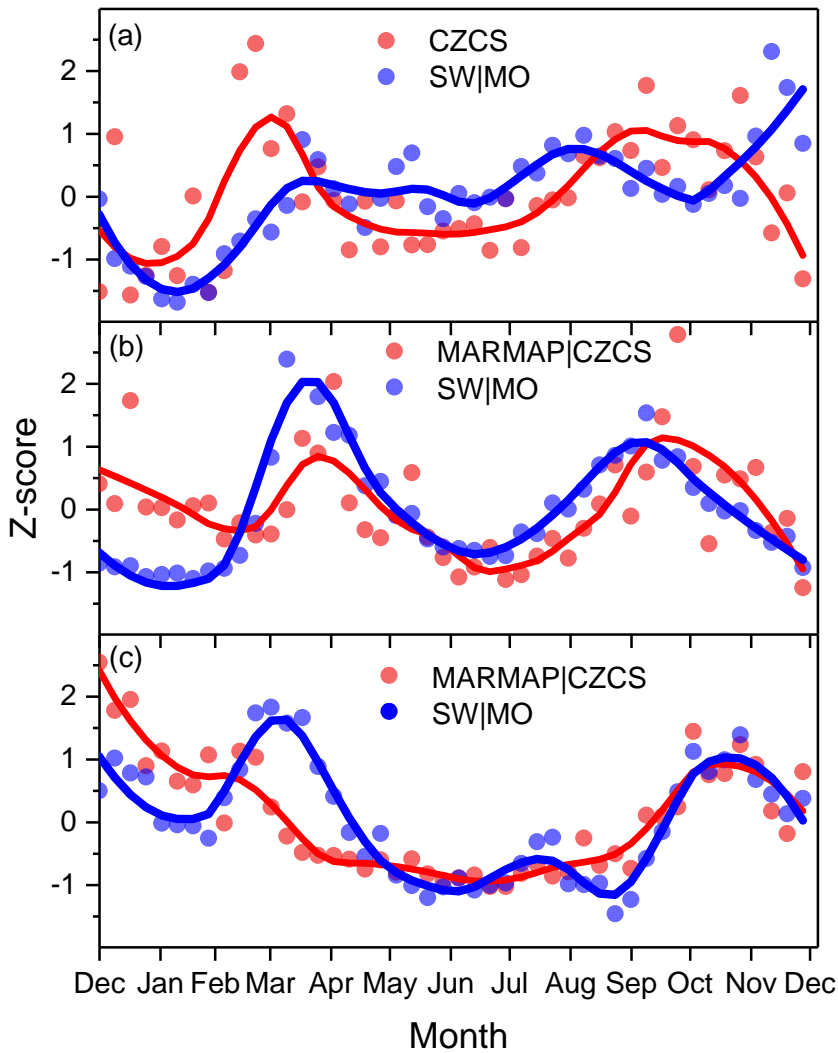 (a)
CZCS
SW|MO
2
1
0
-1
(b)
MARMAP|CZCS
SW|MO
2
1
0
-1
Z-score
(c)
MARMAP|CZCS
SW|MO
2
1
0
-1
Dec Jan Feb Mar Apr May Jun Jul Aug Sep Oct Nov Dec
Month